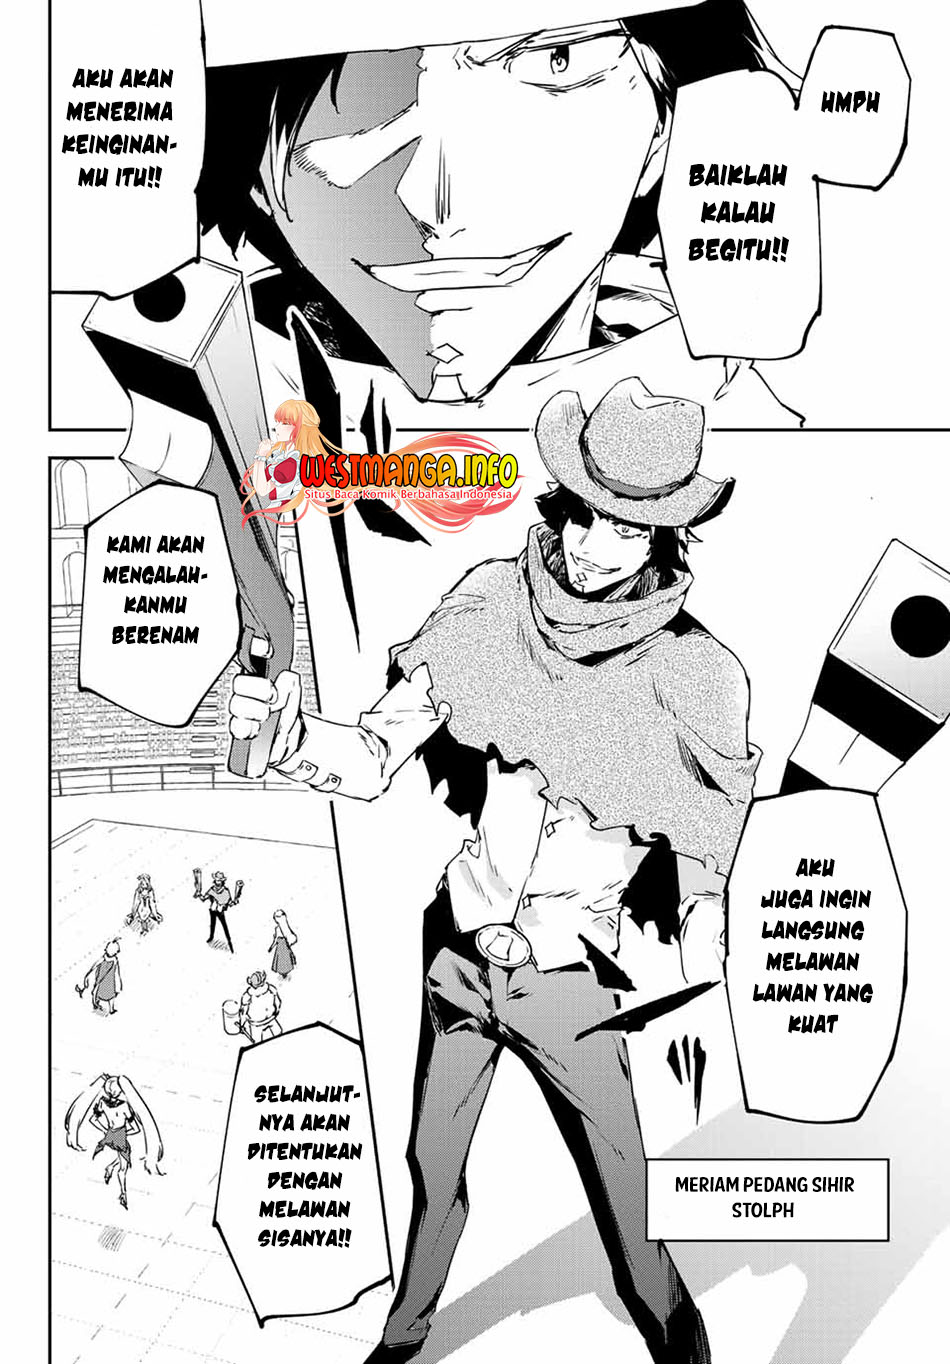 HMPH
BAIKLAH
KALAU
BEGITU!!
AKU AKAN
MENERIMA
KEINGINAN-
MU ITU!!
WESTMANGA.INFO
Situs Baca Komik Berbahasa Indonesia
KAMI AKAN
MENGALAH-
KANMU
BERENAM
AKU
JUGA INGIN
LANGSUNG
MELAWAN
LAWAN YANG
KUAT
SELANJUT-
NYA AKAN
DITENTUKAN
DENGAN
MELAWAN
SISANYA!!
MERIAM PEDANG SIHIR
STOLPH